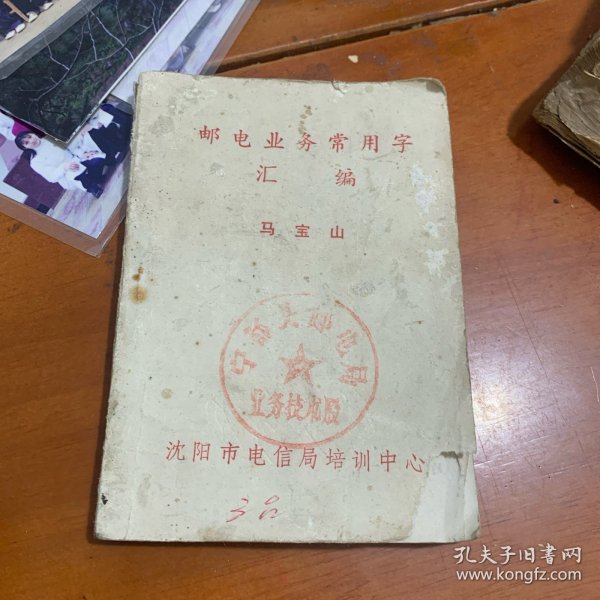 邮电业务常用字
汇编
马宝山
业务技术股
沈阳市电信局培训中心
孔夫子旧书网
www.kongfz.com